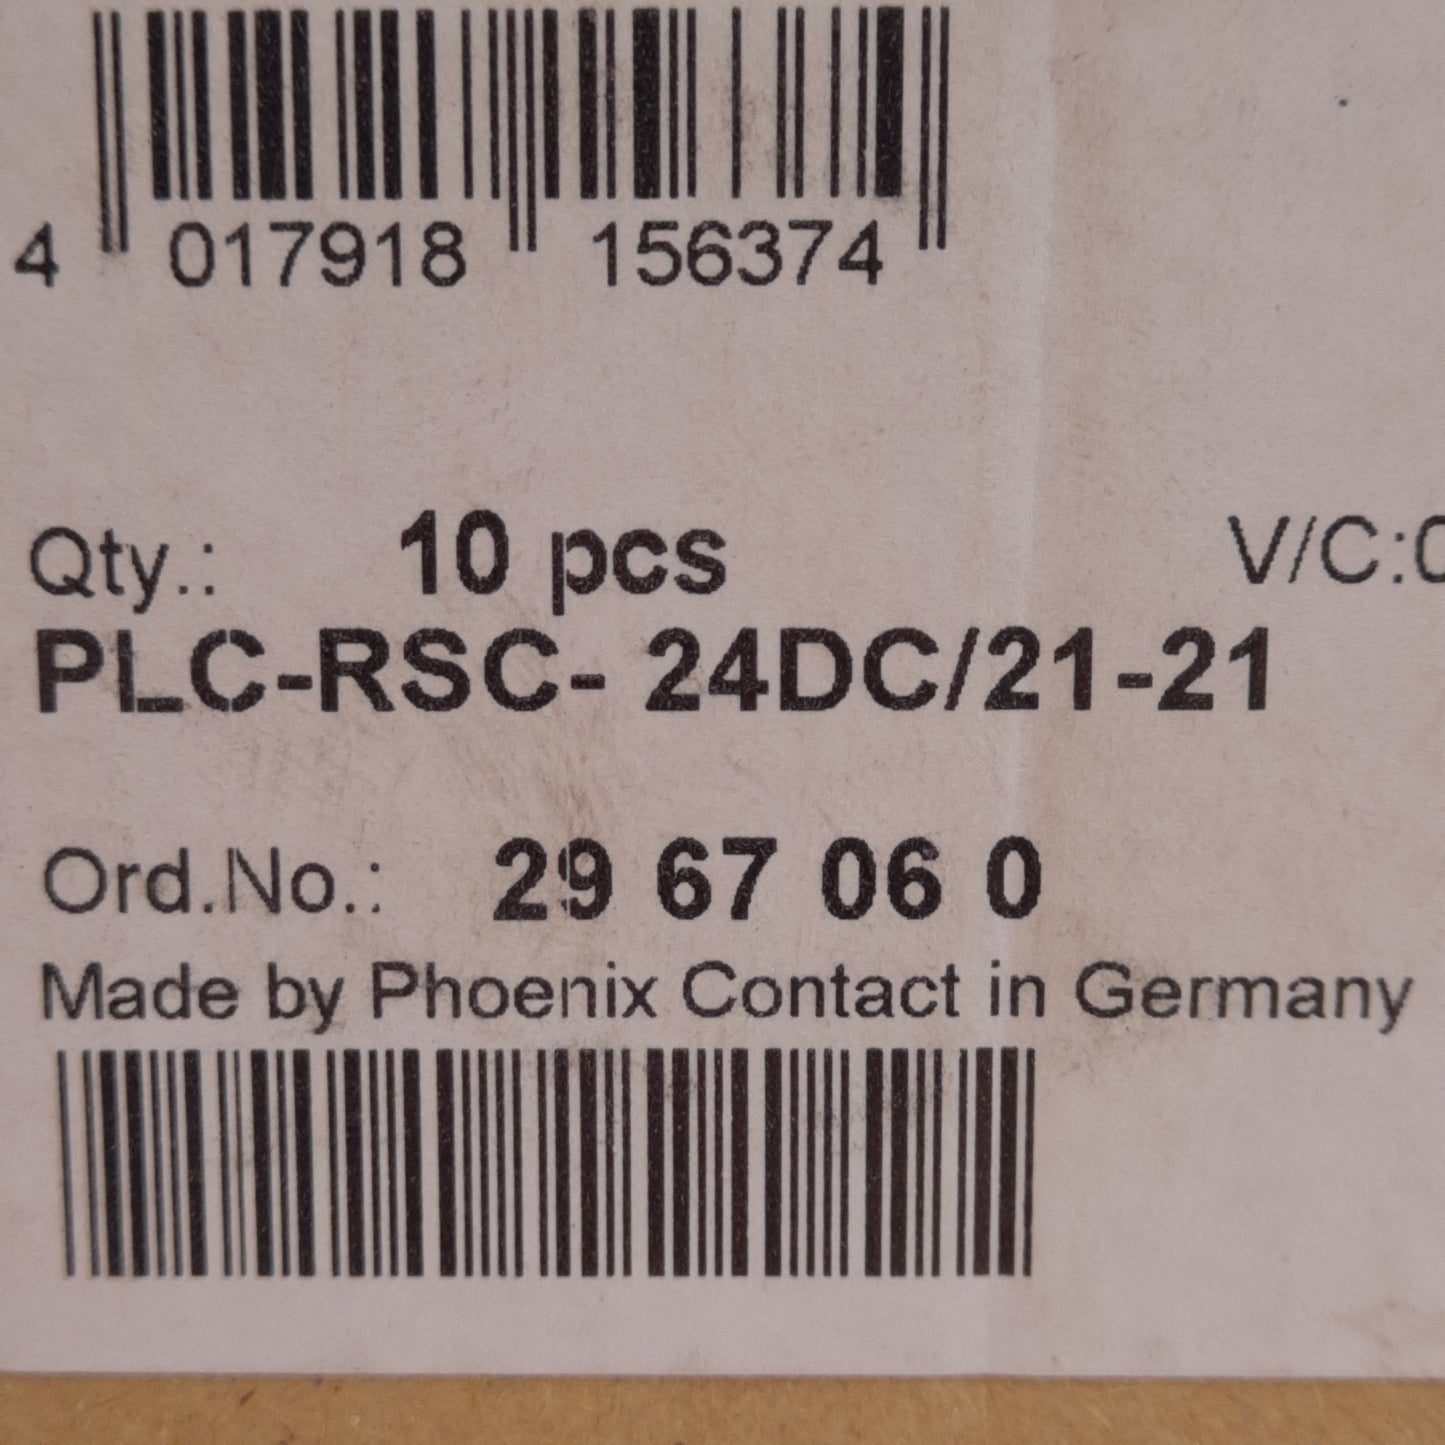 4 017918 156374
Qty.: 10 pcs V/C:0
PLC-RSC- 24DC/21-21
Ord.No.: 29 67 06 0
Made by Phoenix Contact in Germany